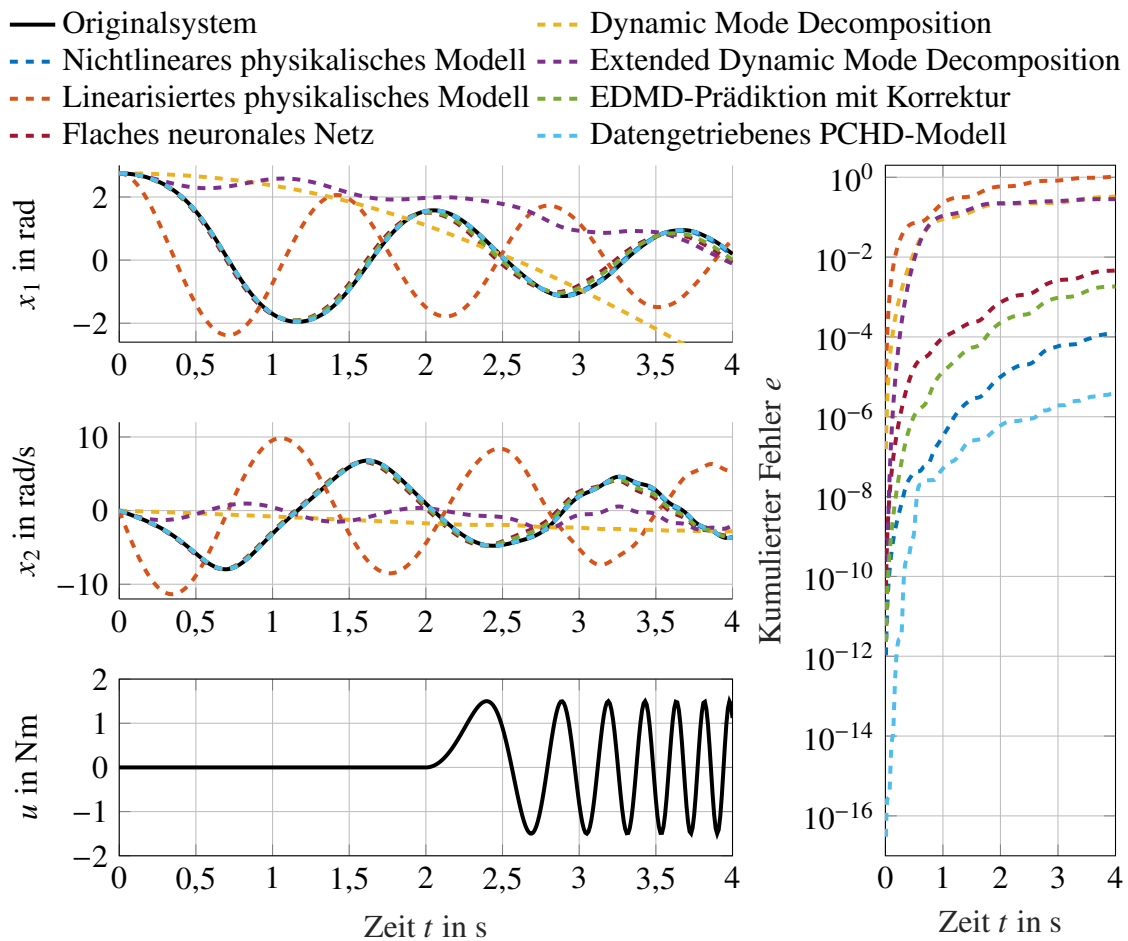 Originalsystem
Nichtlineares physikalisches Modell
Linearisiertes physikalisches Modell
Flaches neuronales Netz
Dynamic Mode Decomposition
Extended Dynamic Mode Decomposition
EDMD-Prädiktion mit Korrektur
Datengetriebenes PCHD-Modell
x₁ in rad
2
0
−2
0 0,5 1 1,5 2 2,5 3 3,5 4
x₂ in rad/s
10
0
−10
0 0,5 1 1,5 2 2,5 3 3,5 4
u in Nm
2
1
0
−1
−2
0 0,5 1 1,5 2 2,5 3 3,5 4
Zeit t in s
Kumulierter Fehler e
10⁰
10⁻²
10⁻⁴
10⁻⁶
10⁻⁸
10⁻¹⁰
10⁻¹²
10⁻¹⁴
10⁻¹⁶
0 1 2 3 4
Zeit t in s